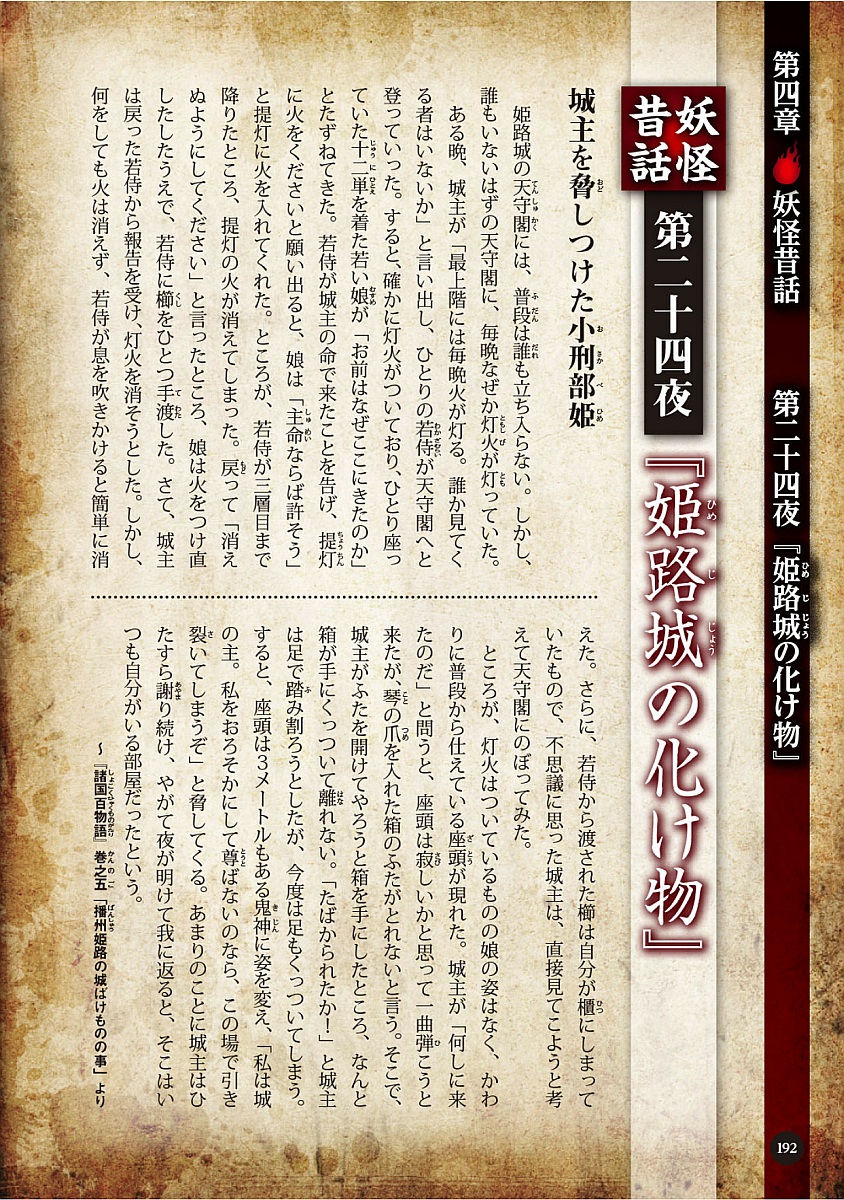 第四章 妖怪昔話 第二十四夜『姫路城の化け物』
妖怪昔話 第二十四夜『姫路城の化け物』
城主を脅しつけた小刑部姫
姫路城の天守閣には、普段は誰も立ち入らない。しかし、
誰もいないはずの天守閣に、毎晩なぜか灯火が灯っていた。
ある晩、城主が「最上階には毎晩火が灯る。誰か見てく
る者はいないか」と言い出し、ひとりの若侍が天守閣へと
登っていった。すると、確かに灯火がついており、ひとり座っ
ていた十二単を着た若い娘が「お前はなぜここにきたのか」
とたずねてきた。若侍が城主の命で来たことを告げ、提灯
に火をくださいと願い出ると、娘は「主命ならば許そう」
と提灯に火を入れてくれた。ところが、若侍が三層目まで
降りたところ、提灯の火が消えてしまった。戻って「消え
ぬようにしてください」と言ったところ、娘は火をつけ直
したしたうえで、若侍に櫛をひとつ手渡した。さて、城主
は戻った若侍から報告を受け、灯火を消そうとした。しかし、
何をしても火は消えず、若侍が息を吹きかけると簡単に消
えた。さらに、若侍から渡された櫛は自分が櫃にしまって
いたもので、不思議に思った城主は、直接見てこようと考
えて天守閣にのぼってみた。
ところが、灯火はついているものの娘の姿はなく、かわ
りに普段から仕えている座頭が現れた。城主が「何しに来
たのだ」と問うと、座頭は寂しいかと思って一曲弾こうと
来たが、琴の爪を入れた箱のふたがとれないと言う。そこで、
城主がふたを開けてやろうと箱を手にしたところ、なんと
箱が手にくっついて離れない。「たばかられたか！」と城主
は足で踏み割ろうとしたが、今度は足もくっついてしまう。
すると、座頭は3メートルもある鬼神に姿を変え、「私は城
の主。私をおろそかにして尊ばないのなら、この場で引き
裂いてしまうぞ」と脅してくる。あまりのことに城主はひ
たすら謝り続け、やがて夜が明けて我に返ると、そこはい
つも自分がいる部屋だったという。
～『諸国百物語』巻之五「播州姫路の城ばけものの事」より
192